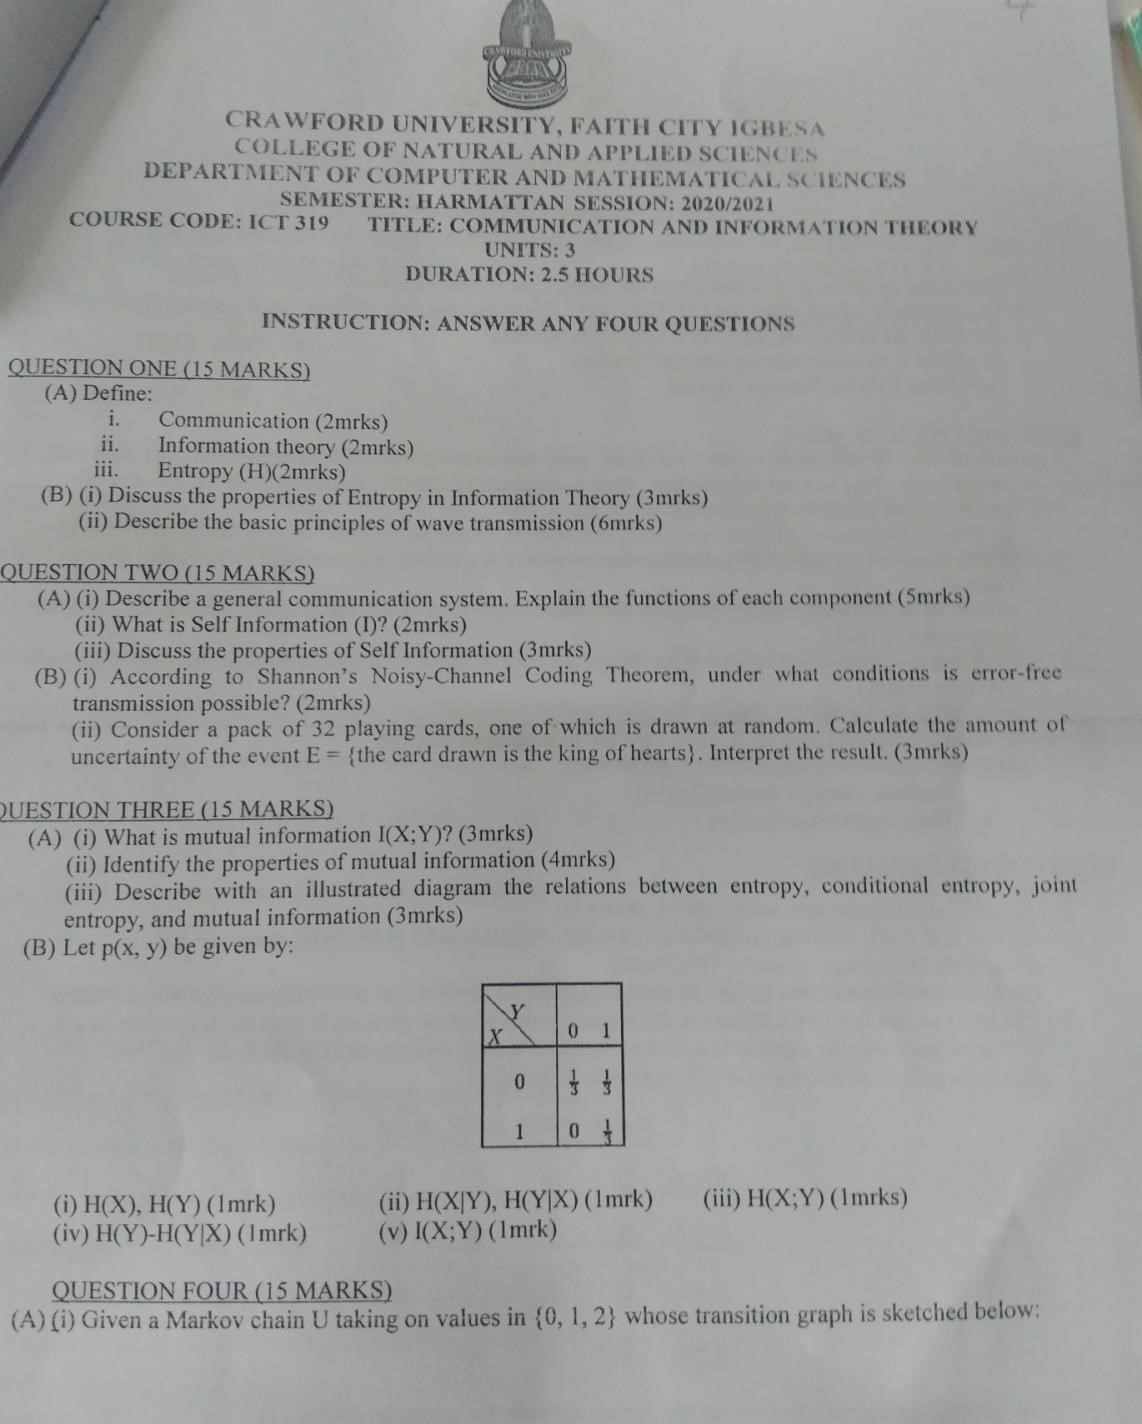 CRAWFORD UNIVERSITY
CRAWFORD UNIVERSITY, FAITH CITY IGBESA
COLLEGE OF NATURAL AND APPLIED SCIENCES
DEPARTMENT OF COMPUTER AND MATHEMATICAL SCIENCES
SEMESTER: HARMATTAN SESSION: 2020/2021
COURSE CODE: ICT 319 TITLE: COMMUNICATION AND INFORMATION THEORY
UNITS: 3
DURATION: 2.5 HOURS
INSTRUCTION: ANSWER ANY FOUR QUESTIONS
QUESTION ONE (15 MARKS)
(A) Define:
i. Communication (2mrks)
ii. Information theory (2mrks)
iii. Entropy (H)(2mrks)
(B) (i) Discuss the properties of Entropy in Information Theory (3mrks)
(ii) Describe the basic principles of wave transmission (6mrks)
QUESTION TWO (15 MARKS)
(A) (i) Describe a general communication system. Explain the functions of each component (5mrks)
(ii) What is Self Information (I)? (2mrks)
(iii) Discuss the properties of Self Information (3mrks)
(B) (i) According to Shannon's Noisy-Channel Coding Theorem, under what conditions is error-free
transmission possible? (2mrks)
(ii) Consider a pack of 32 playing cards, one of which is drawn at random. Calculate the amount of
uncertainty of the event E = {the card drawn is the king of hearts}. Interpret the result. (3mrks)
QUESTION THREE (15 MARKS)
(A) (i) What is mutual information I(X;Y)? (3mrks)
(ii) Identify the properties of mutual information (4mrks)
(iii) Describe with an illustrated diagram the relations between entropy, conditional entropy, joint
entropy, and mutual information (3mrks)
(B) Let p(x, y) be given by:
Y
X 0 1
0 1/3 1/3
1 0 1/3
(i) H(X), H(Y) (1mrk) (ii) H(X|Y), H(Y|X) (1mrk) (iii) H(X;Y) (1mrks)
(iv) H(Y)-H(Y|X) (1mrk) (v) I(X;Y) (1mrk)
QUESTION FOUR (15 MARKS)
(A) (i) Given a Markov chain U taking on values in {0, 1, 2} whose transition graph is sketched below: